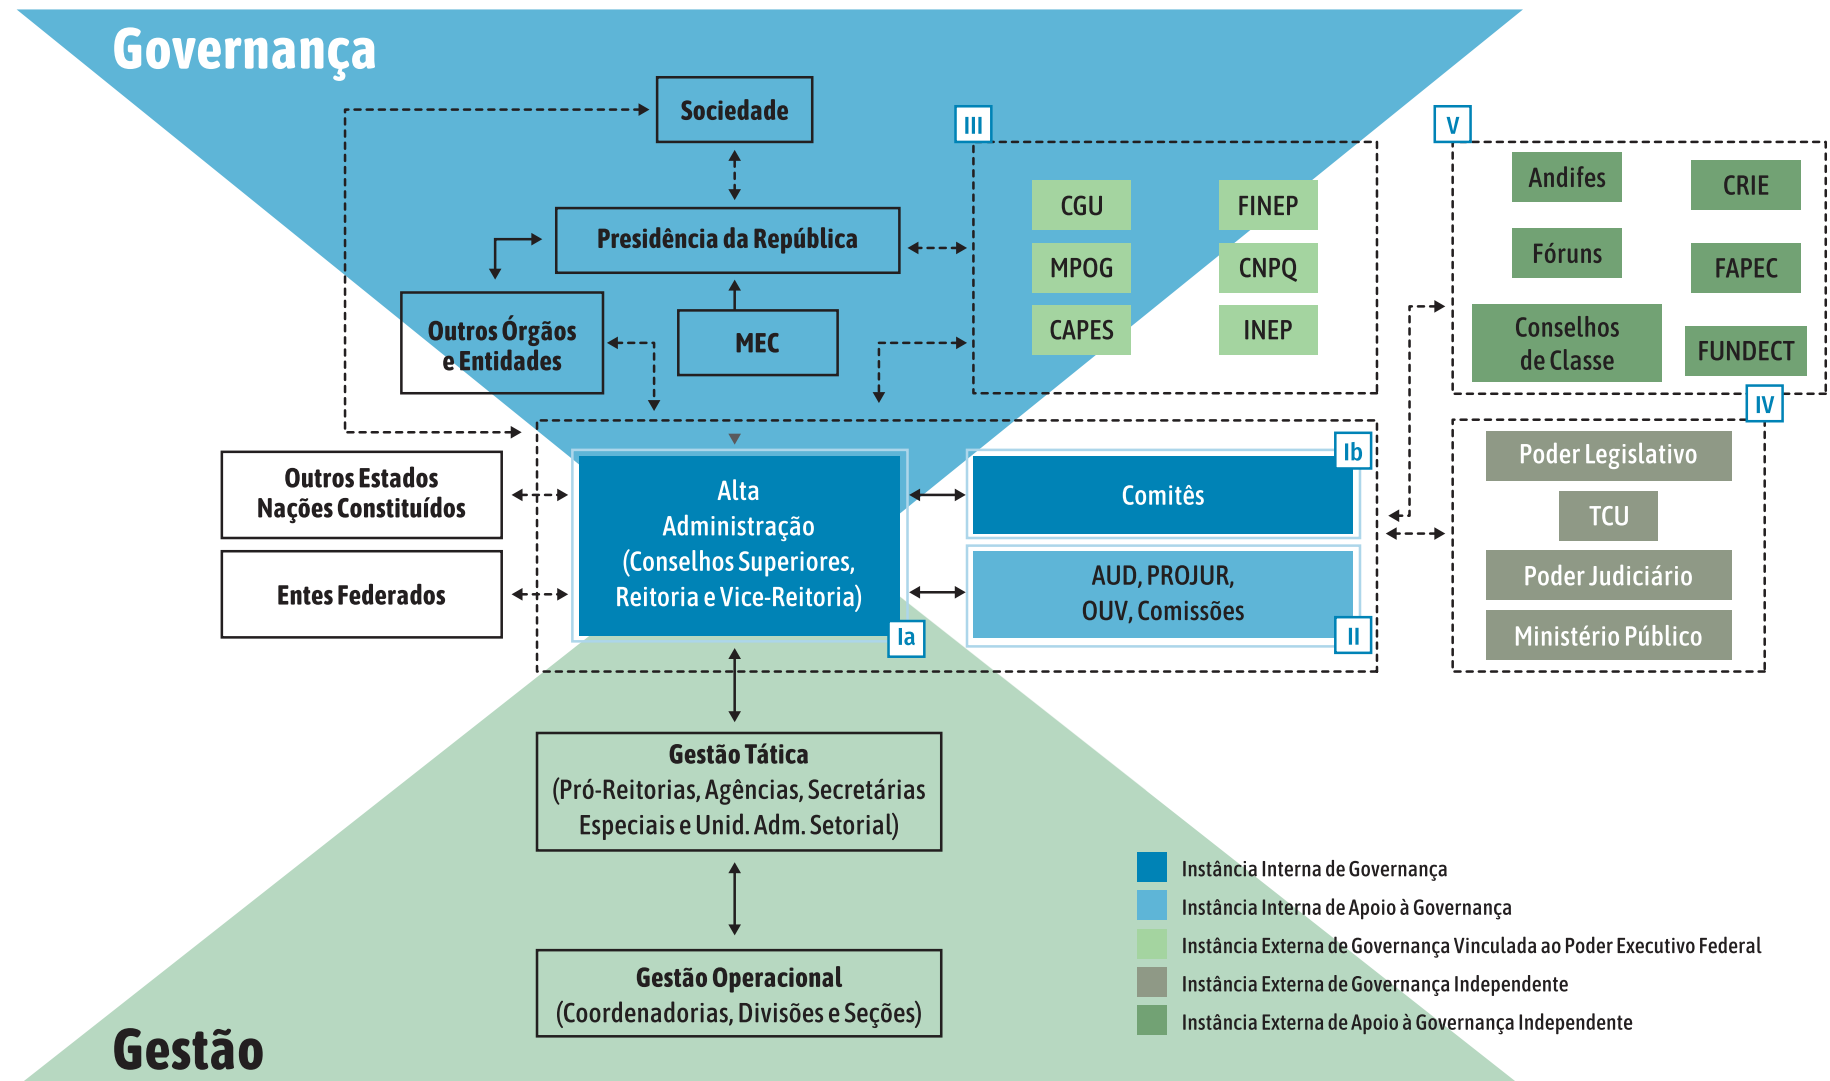 Governança
Sociedade
III
V
Andifes
CRIE
CGU
FINEP
Presidência da República
Fóruns
MPOG
CNPQ
FAPEC
Outros Órgãos
e Entidades
MEC
CAPES
INEP
Conselhos
de Classe
FUNDECT
IV
Outros Estados
Nações Constituídos
Alta
Administração
(Conselhos Superiores,
Reitoria e Vice-Reitoria)
Ia
Ib
Comitês
Poder Legislativo
TCU
Entes Federados
AUD, PROJUR,
OUV, Comissões
II
Poder Judiciário
Ministério Público
Gestão Tática
(Pró-Reitorias, Agências, Secretárias
Especiais e Unid. Adm. Setorial)
Gestão Operacional
(Coordenadorias, Divisões e Seções)
Instância Interna de Governança
Instância Interna de Apoio à Governança
Instância Externa de Governança Vinculada ao Poder Executivo Federal
Instância Externa de Governança Independente
Instância Externa de Apoio à Governança Independente
Gestão